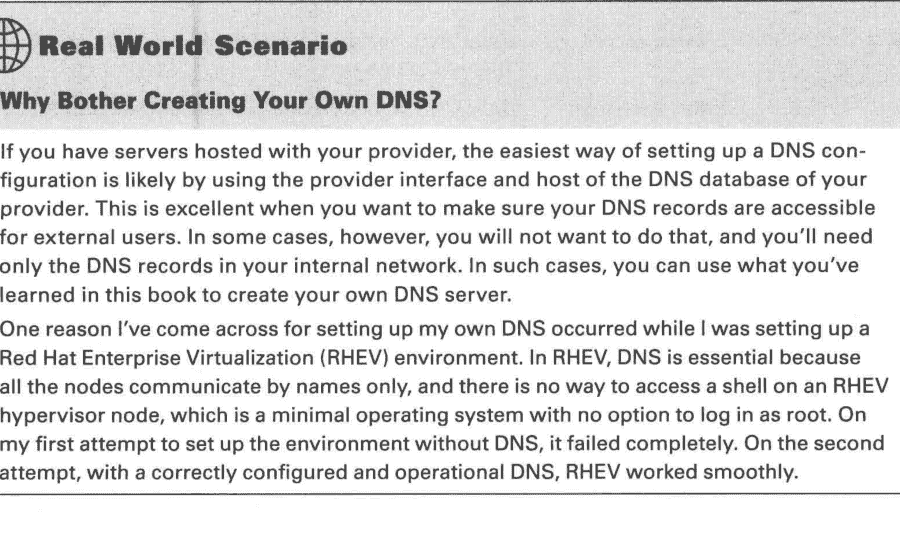 Real World Scenario
Why Bother Creating Your Own DNS?
If you have servers hosted with your provider, the easiest way of setting up a DNS con-
figuration is likely by using the provider interface and host of the DNS database of your
provider. This is excellent when you want to make sure your DNS records are accessible
for external users. In some cases, however, you will not want to do that, and you'll need
only the DNS records in your internal network. In such cases, you can use what you've
learned in this book to create your own DNS server.
One reason I've come across for setting up my own DNS occurred while I was setting up a
Red Hat Enterprise Virtualization (RHEV) environment. In RHEV, DNS is essential because
all the nodes communicate by names only, and there is no way to access a shell on an RHEV
hypervisor node, which is a minimal operating system with no option to log in as root. On
my first attempt to set up the environment without DNS, it failed completely. On the second
attempt, with a correctly configured and operational DNS, RHEV worked smoothly.